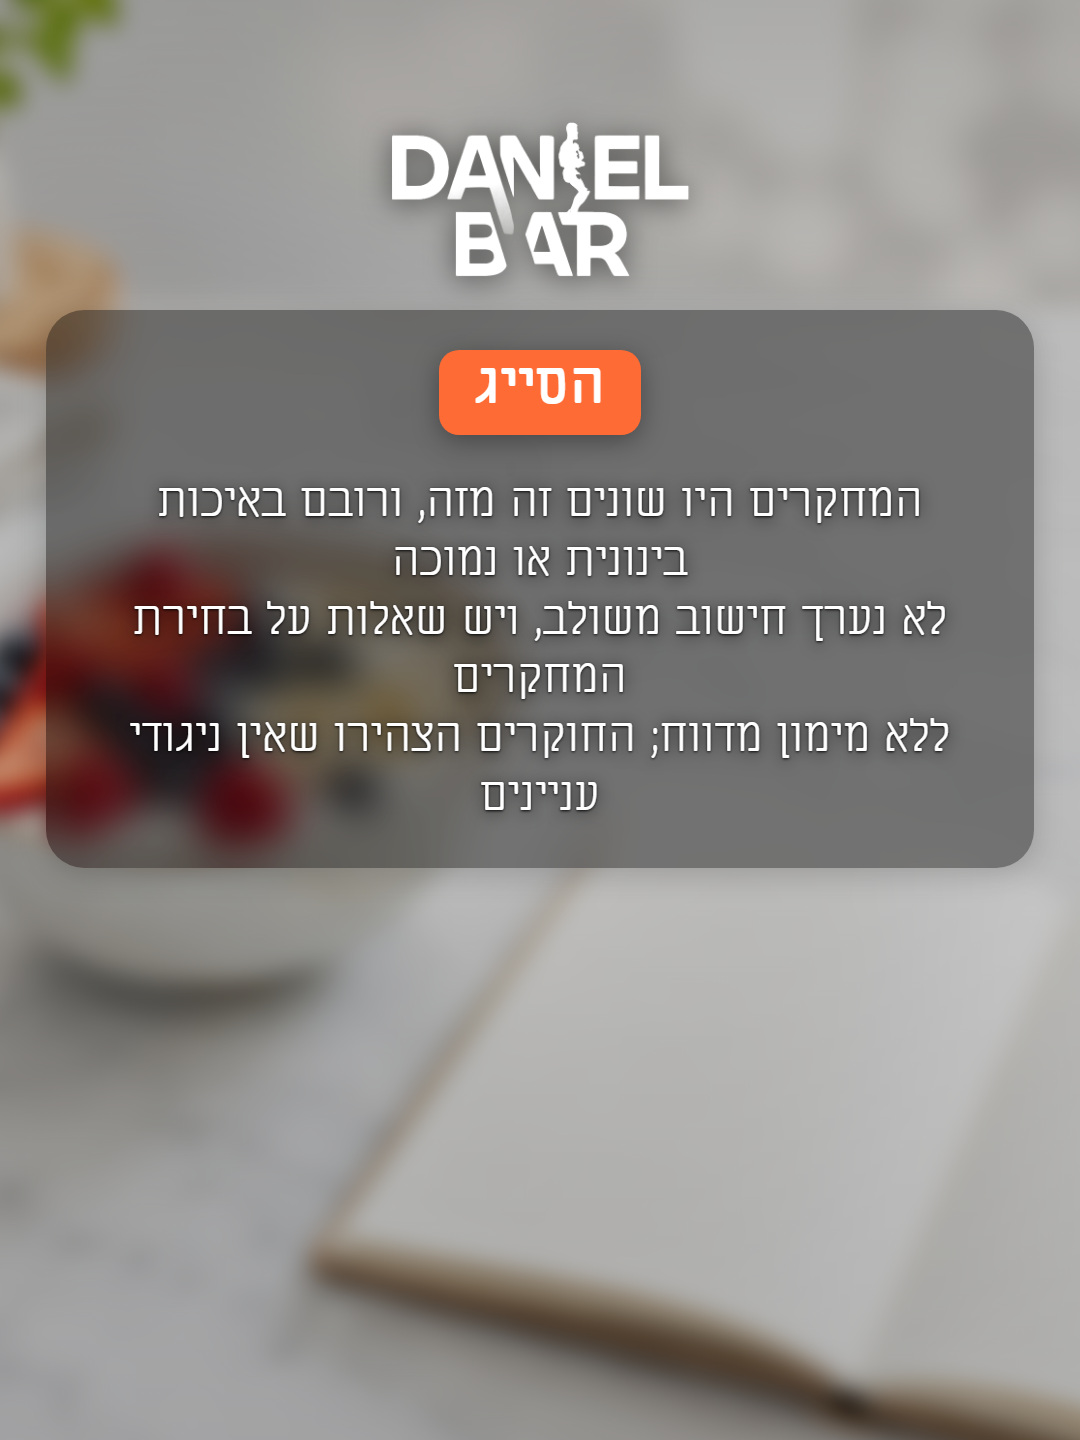 DANIEL
BAR
הסייג
המחקרים היו שונים זה מזה, ורובם באיכות
בינונית או נמוכה
לא נערך חישוב משולב, ויש שאלות על בחירת
המחקרים
ללא מימון מדווח; החוקרים הצהירו שאין ניגודי
עניינים